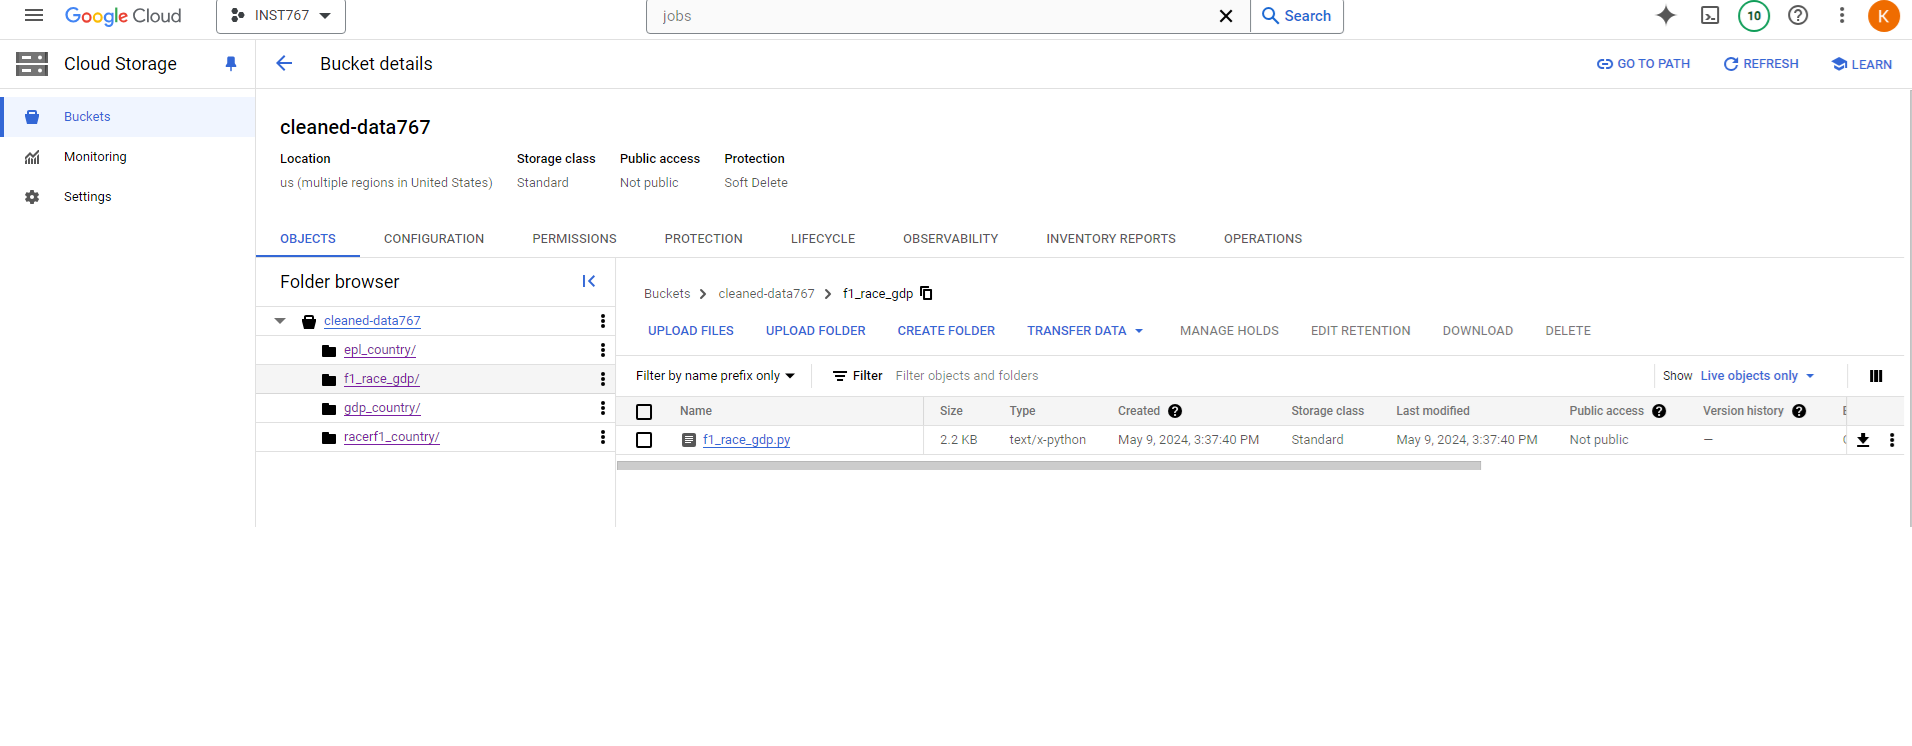 Google Cloud
INST767
jobs
Search
10
K
Cloud Storage
Bucket details
GO TO PATH
REFRESH
LEARN
Buckets
Monitoring
Settings
cleaned-data767
Location Storage class Public access Protection
us (multiple regions in United States) Standard Not public Soft Delete
OBJECTS CONFIGURATION PERMISSIONS PROTECTION LIFECYCLE OBSERVABILITY INVENTORY REPORTS OPERATIONS
Folder browser
cleaned-data767
epl_country/
f1_race_gdp/
gdp_country/
racerf1_country/
Buckets cleaned-data767 f1_race_gdp
UPLOAD FILES UPLOAD FOLDER CREATE FOLDER TRANSFER DATA MANAGE HOLDS EDIT RETENTION DOWNLOAD DELETE
Filter by name prefix only Filter Filter objects and folders Show Live objects only
Name Size Type Created Storage class Last modified Public access Version history
f1_race_gdp.py 2.2 KB text/x-python May 9, 2024, 3:37:40 PM Standard May 9, 2024, 3:37:40 PM Not public —